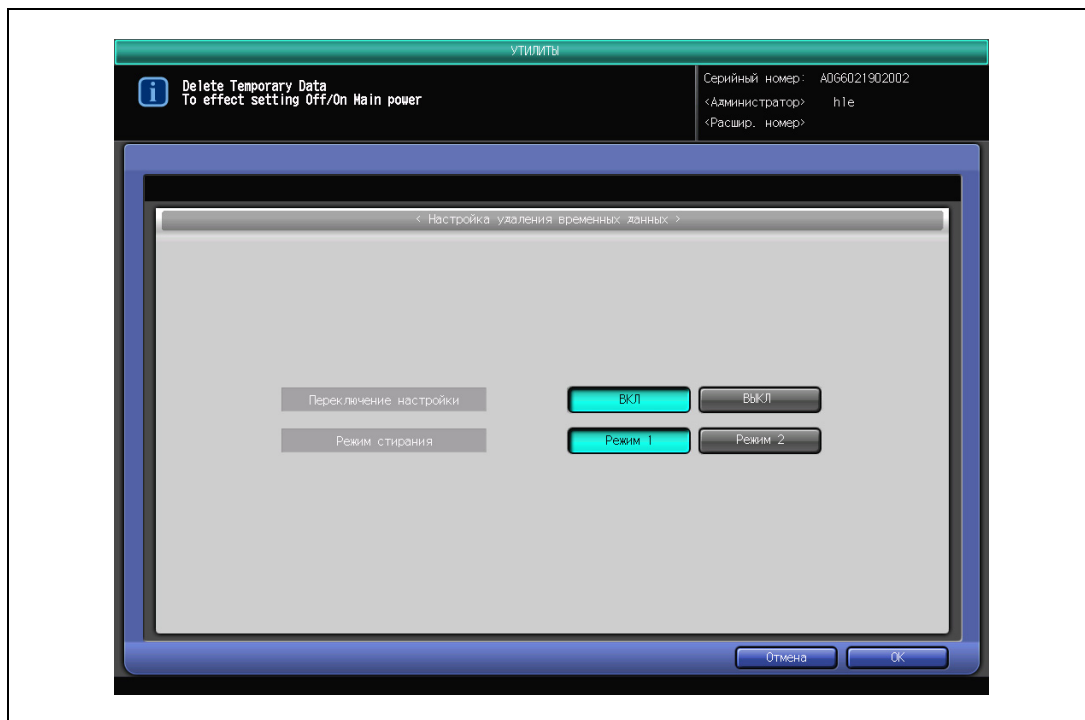 УТИЛИТЫ
Delete Temporary Data
To effect setting Off/On Main power
Серийный номер: A0G6021902002
<Администратор> hle
<Расшир. номер>
< Настройка удаления временных данных >
Переключение настройки ВКЛ ВЫКЛ
Режим стирания Режим 1 Режим 2
Отмена OK